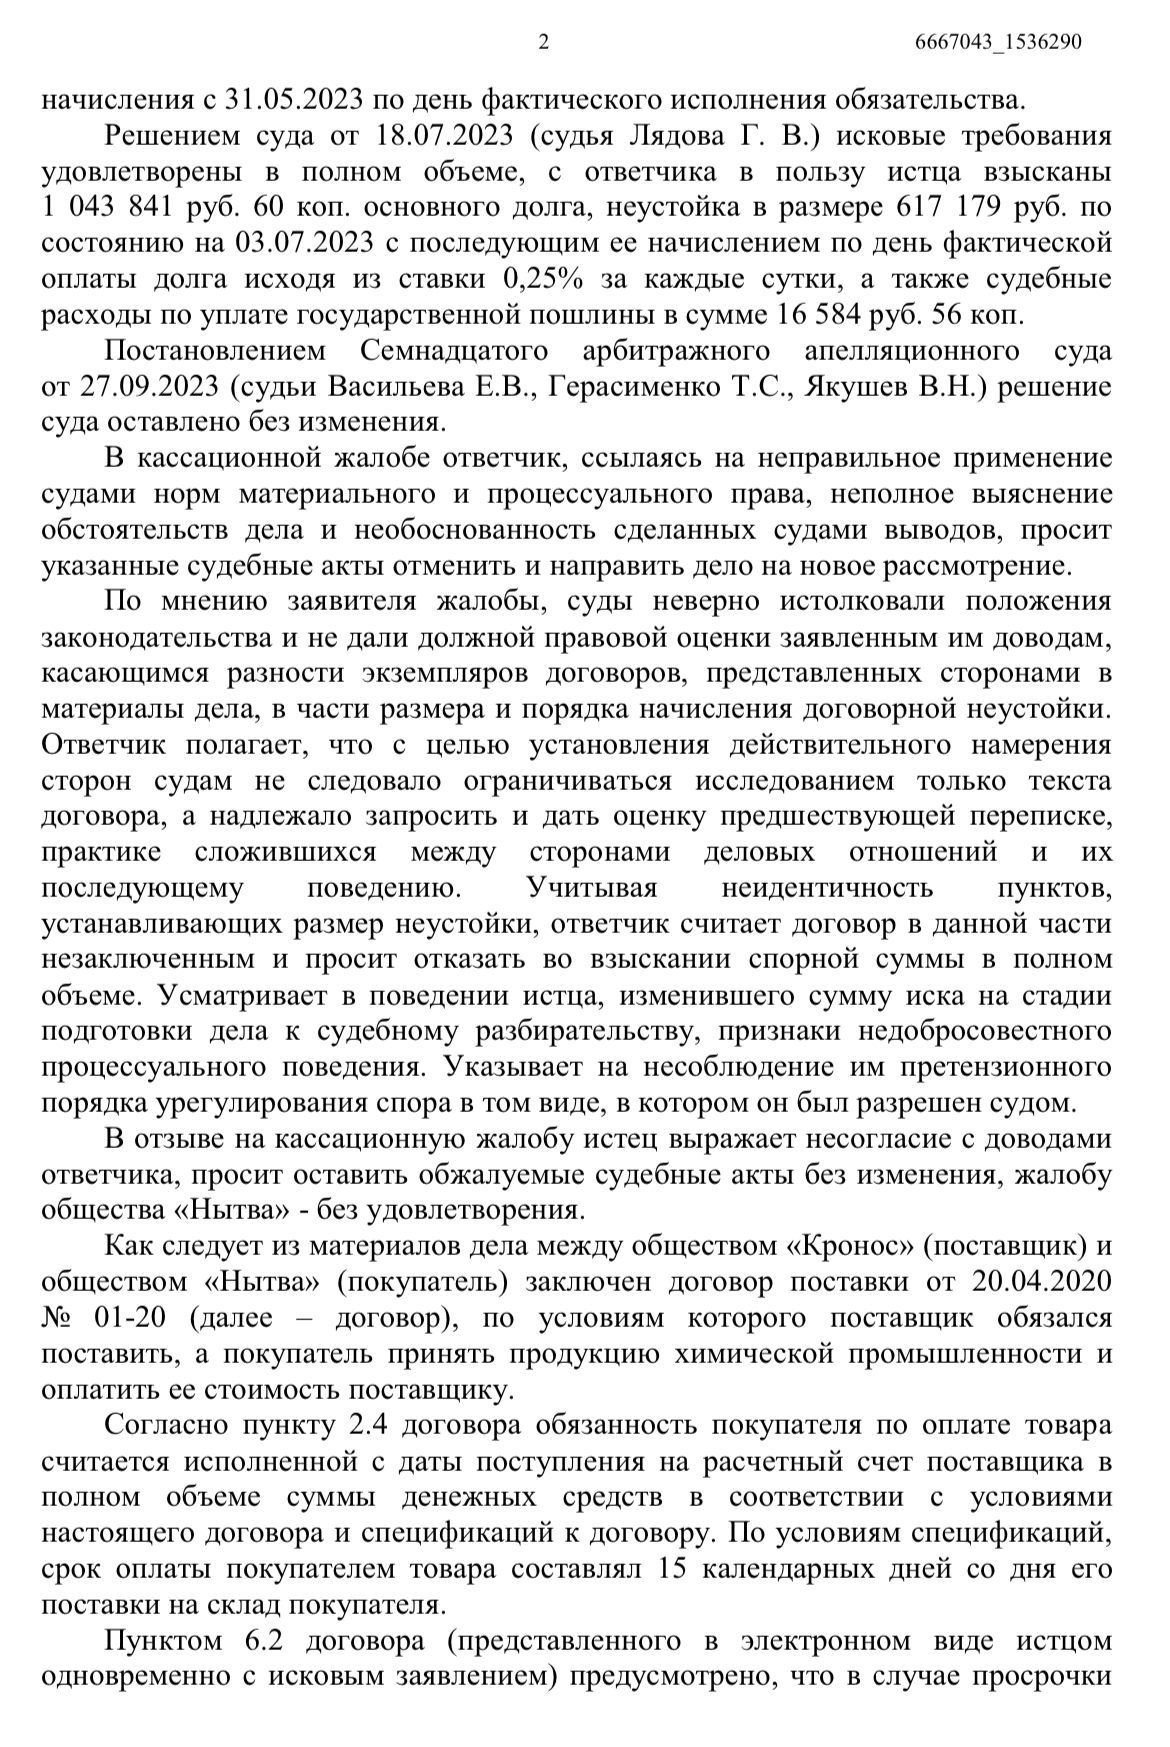 2
6667043_1536290
начисления с 31.05.2023 по день фактического исполнения обязательства.
Решением суда от 18.07.2023 (судья Лядова Г. В.) исковые требования
удовлетворены в полном объеме, с ответчика в пользу истца взысканы
1 043 841 руб. 60 коп. основного долга, неустойка в размере 617 179 руб. по
состоянию на 03.07.2023 с последующим ее начислением по день фактической
оплаты долга исходя из ставки 0,25% за каждые сутки, а также судебные
расходы по уплате государственной пошлины в сумме 16 584 руб. 56 коп.
Постановлением Семнадцатого арбитражного апелляционного суда
от 27.09.2023 (судьи Васильева Е.В., Герасименко Т.С., Якушев В.Н.) решение
суда оставлено без изменения.
В кассационной жалобе ответчик, ссылаясь на неправильное применение
судами норм материального и процессуального права, неполное выяснение
обстоятельств дела и необоснованность сделанных судами выводов, просит
указанные судебные акты отменить и направить дело на новое рассмотрение.
По мнению заявителя жалобы, суды неверно истолковали положения
законодательства и не дали должной правовой оценки заявленным им доводам,
касающимся разности экземпляров договоров, представленных сторонами в
материалы дела, в части размера и порядка начисления договорной неустойки.
Ответчик полагает, что с целью установления действительного намерения
сторон судам не следовало ограничиваться исследованием только текста
договора, а надлежало запросить и дать оценку предшествующей переписке,
практике сложившихся между сторонами деловых отношений и их
последующему поведению. Учитывая неидентичность пунктов,
устанавливающих размер неустойки, ответчик считает договор в данной части
незаключенным и просит отказать во взыскании спорной суммы в полном
объеме. Усматривает в поведении истца, изменившего сумму иска на стадии
подготовки дела к судебному разбирательству, признаки недобросовестного
процессуального поведения. Указывает на несоблюдение им претензионного
порядка урегулирования спора в том виде, в котором он был разрешен судом.
В отзыве на кассационную жалобу истец выражает несогласие с доводами
ответчика, просит оставить обжалуемые судебные акты без изменения, жалобу
общества «Нытва» - без удовлетворения.
Как следует из материалов дела между обществом «Кронос» (поставщик) и
обществом «Нытва» (покупатель) заключен договор поставки от 20.04.2020
№ 01-20 (далее – договор), по условиям которого поставщик обязался
поставить, а покупатель принять продукцию химической промышленности и
оплатить ее стоимость поставщику.
Согласно пункту 2.4 договора обязанность покупателя по оплате товара
считается исполненной с даты поступления на расчетный счет поставщика в
полном объеме суммы денежных средств в соответствии с условиями
настоящего договора и спецификаций к договору. По условиям спецификаций,
срок оплаты покупателем товара составлял 15 календарных дней со дня его
поставки на склад покупателя.
Пунктом 6.2 договора (представленного в электронном виде истцом
одновременно с исковым заявлением) предусмотрено, что в случае просрочки